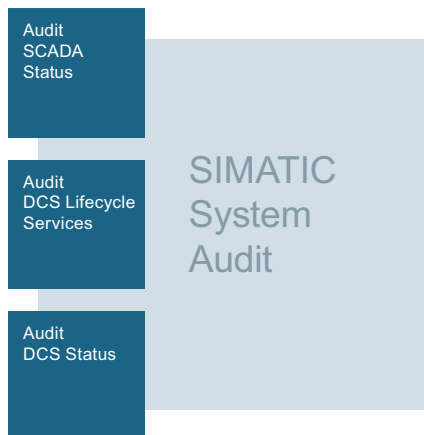 Audit
SCADA
Status
Audit
DCS Lifecycle
Services
Audit
DCS Status
SIMATIC
System
Audit